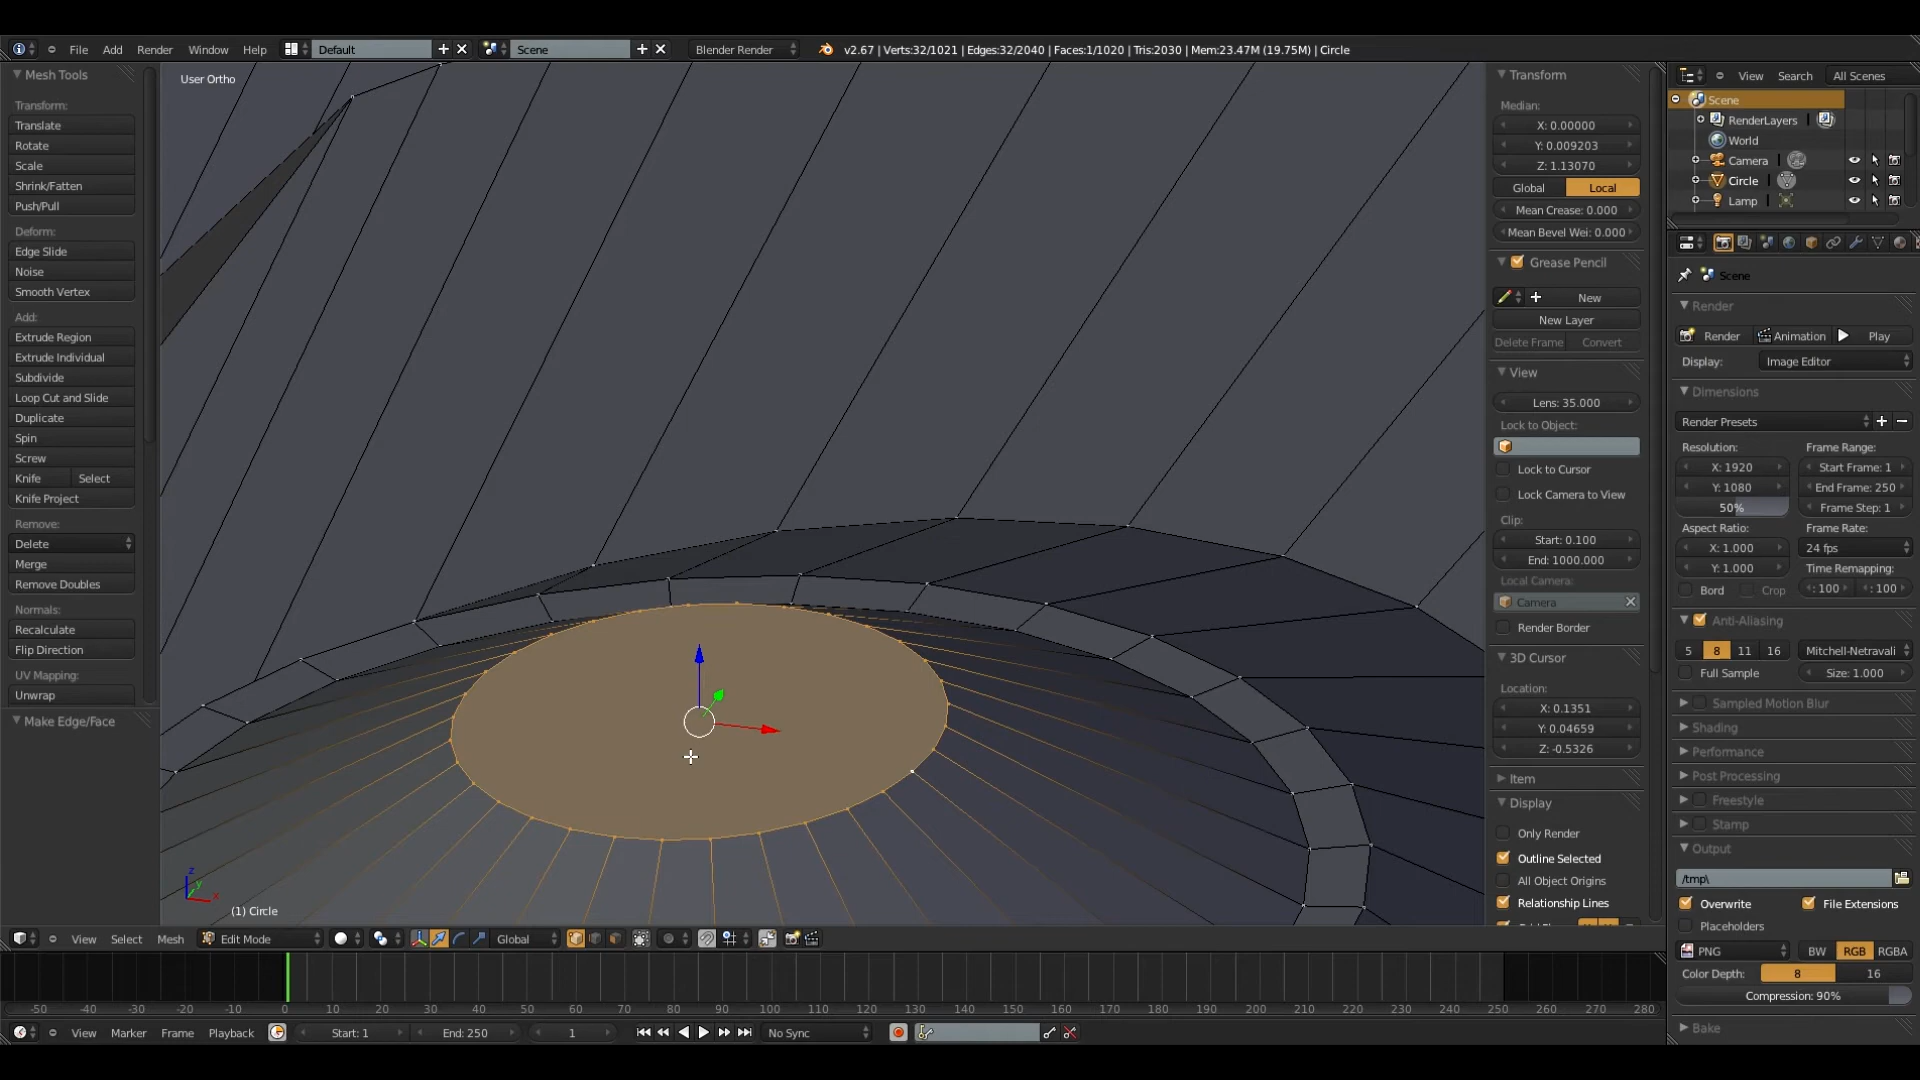 File Add Render Window Help Default Scene Blender Render v2.67 | Verts:32/1021 | Edges:32/2040 | Faces:1/1020 | Tris:2030 | Mem:23.47M (19.75M) | Circle
Mesh Tools
Transform:
Translate
Rotate
Scale
Shrink/Fatten
Push/Pull
Deform:
Edge Slide
Noise
Smooth Vertex
Add:
Extrude Region
Extrude Individual
Subdivide
Loop Cut and Slide
Duplicate
Spin
Screw
Knife Select
Knife Project
Remove:
Delete
Merge
Remove Doubles
Normals:
Recalculate
Flip Direction
UV Mapping:
Unwrap
Make Edge/Face
User Ortho
z
y
x
(1) Circle
Transform
Median:
X: 0.00000
Y: 0.009203
Z: 1.13070
Global Local
Mean Crease: 0.000
Mean Bevel Wei: 0.000
Grease Pencil
New
New Layer
Delete Frame Convert
View
Lens: 35.000
Lock to Object:
Lock to Cursor
Lock Camera to View
Clip:
Start: 0.100
End: 1000.000
Local Camera:
Camera
Render Border
3D Cursor
Location:
X: 0.1351
Y: 0.04659
Z: -0.5326
Item
Display
Only Render
Outline Selected
All Object Origins
Relationship Lines
View Search All Scenes
Scene
RenderLayers
World
Camera
Circle
Lamp
Scene
Render
Render Animation Play
Display: Image Editor
Dimensions
Render Presets
Resolution: Frame Range:
X: 1920 Start Frame: 1
Y: 1080 End Frame: 250
50% Frame Step: 1
Aspect Ratio: Frame Rate:
X: 1.000 24 fps
Y: 1.000 Time Remapping:
Bord Crop : 100 : 100
Anti-Aliasing
5 8 11 16 Mitchell-Netravali
Full Sample Size: 1.000
Sampled Motion Blur
Shading
Performance
Post Processing
Freestyle
Stamp
Output
/tmp\
Overwrite File Extensions
Placeholders
PNG BW RGB RGBA
Color Depth: 8 16
Compression: 90%
Bake
View Select Mesh Edit Mode Global
-50 -40 -30 -20 -10 0 10 20 30 40 50 60 70 80 90 100 110 120 130 140 150 160 170 180 190 200 210 220 230 240 250 260 270 280
View Marker Frame Playback Start: 1 End: 250 1 No Sync